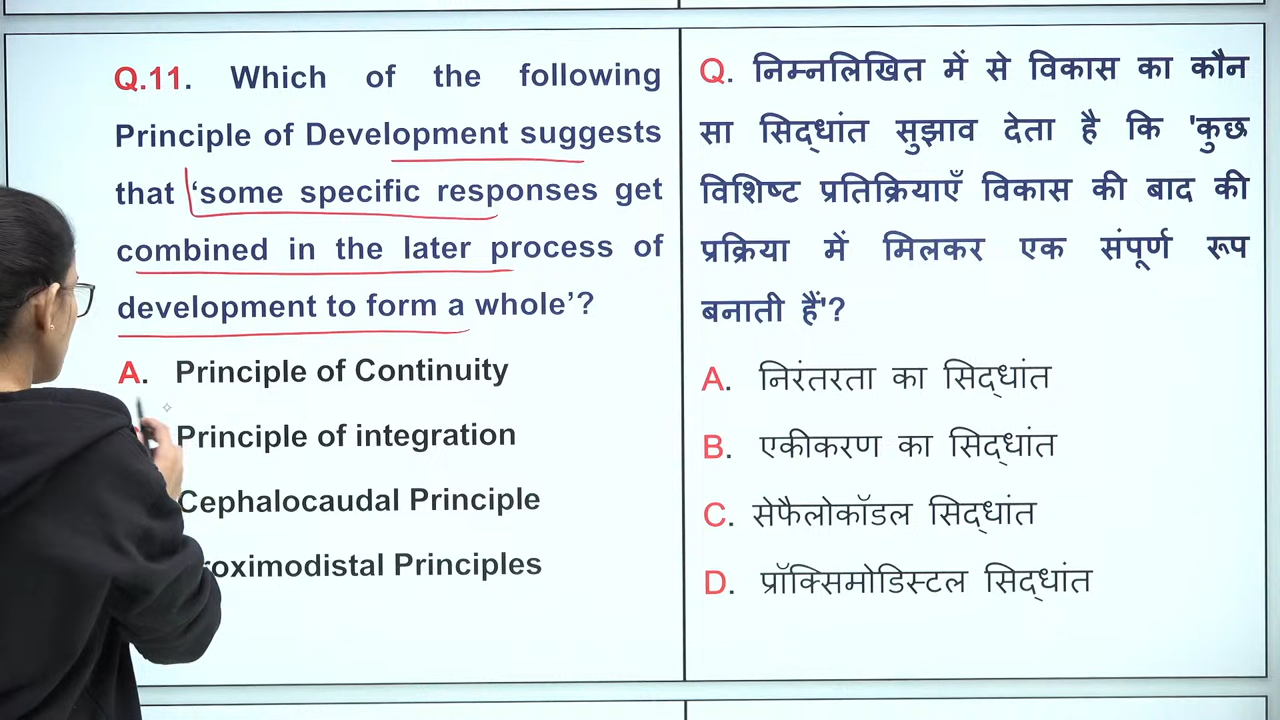 Q.11. Which of the following
Principle of Development suggests
that ‘some specific responses get
combined in the later process of
development to form a whole’?
A. Principle of Continuity
Principle of integration
Cephalocaudal Principle
roximodistal Principles
Q. निम्नलिखित में से विकास का कौन
सा सिद्धांत सुझाव देता है कि 'कुछ
विशिष्ट प्रतिक्रियाएँ विकास की बाद की
प्रक्रिया में मिलकर एक संपूर्ण रूप
बनाती हैं'?
A. निरंतरता का सिद्धांत
B. एकीकरण का सिद्धांत
C. सेफैलोकॉडल सिद्धांत
D. प्रॉक्सिमोडिस्टल सिद्धांत